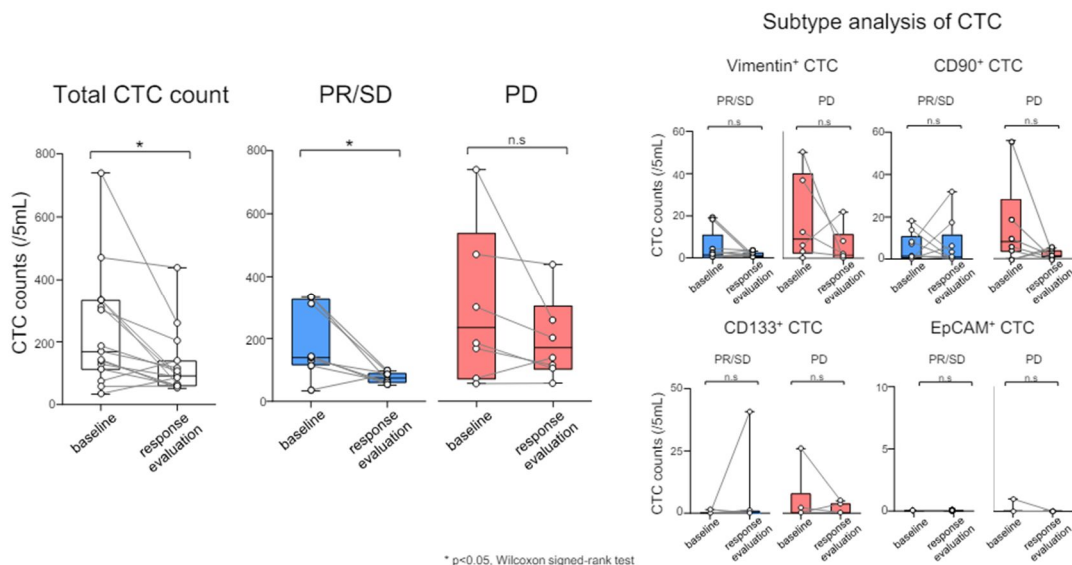 Subtype analysis of CTC
Total CTC count
PR/SD
PD
*
*
n.s
CTC counts (/5mL)
800
600
400
200
0
baseline
response
evaluation
800
600
400
200
0
baseline
response
evaluation
baseline
response
evaluation
Vimentin⁺ CTC
CD90⁺ CTC
PR/SD
PD
PR/SD
PD
n.s
n.s
n.s
n.s
CTC counts (/5mL)
60
40
20
0
baseline
response
evaluation
baseline
response
evaluation
60
40
20
0
baseline
response
evaluation
baseline
response
evaluation
CD133⁺ CTC
EpCAM⁺ CTC
PR/SD
PD
PR/SD
PD
n.s
n.s
n.s
n.s
CTC counts (/5mL)
50
25
0
baseline
response
evaluation
baseline
response
evaluation
10
5
0
baseline
response
evaluation
baseline
response
evaluation
* p<0.05, Wilcoxon signed-rank test